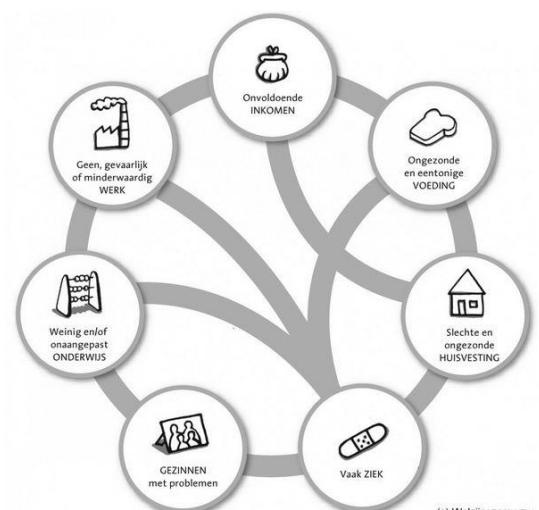 Onvoldoende
INKOMEN
Ongezonde
en eentonige
VOEDING
Slechte en
ongezonde
HUISVESTING
Vaak ZIEK
GEZINNEN
met problemen
Weinig en/of
onaangepast
ONDERWIJS
Geen, gevaarlijk
of minderwaardig
WERK